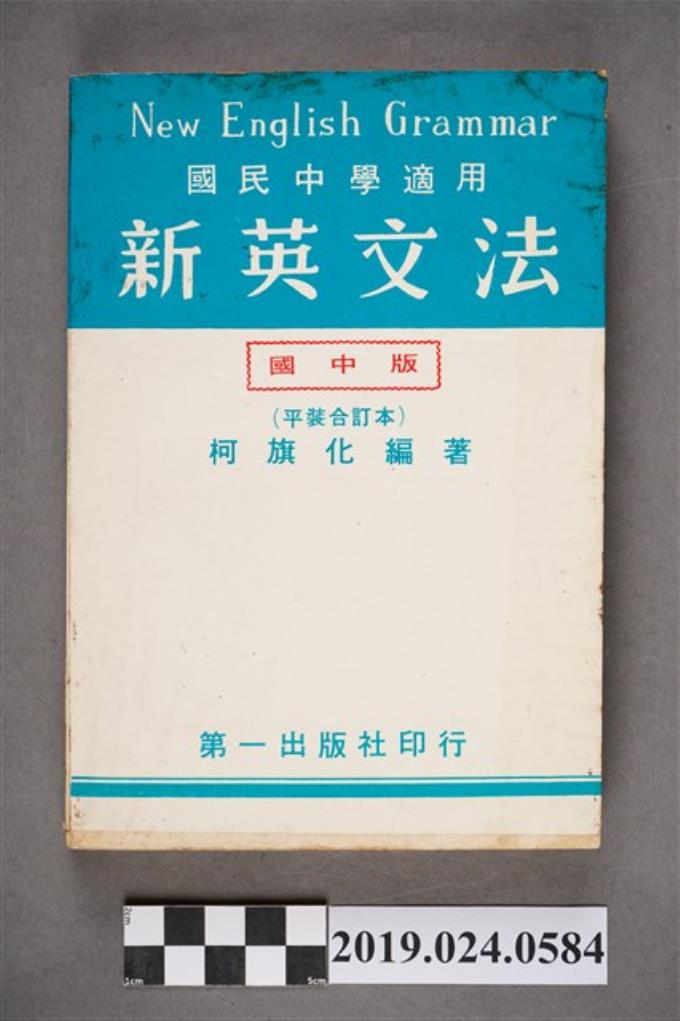 New English Grammar
國民中學適用
新英文法
國中版
(平裝合訂本)
柯旗化編著
第一出版社印行
2cm
1cm
5cm
2019.024.0584